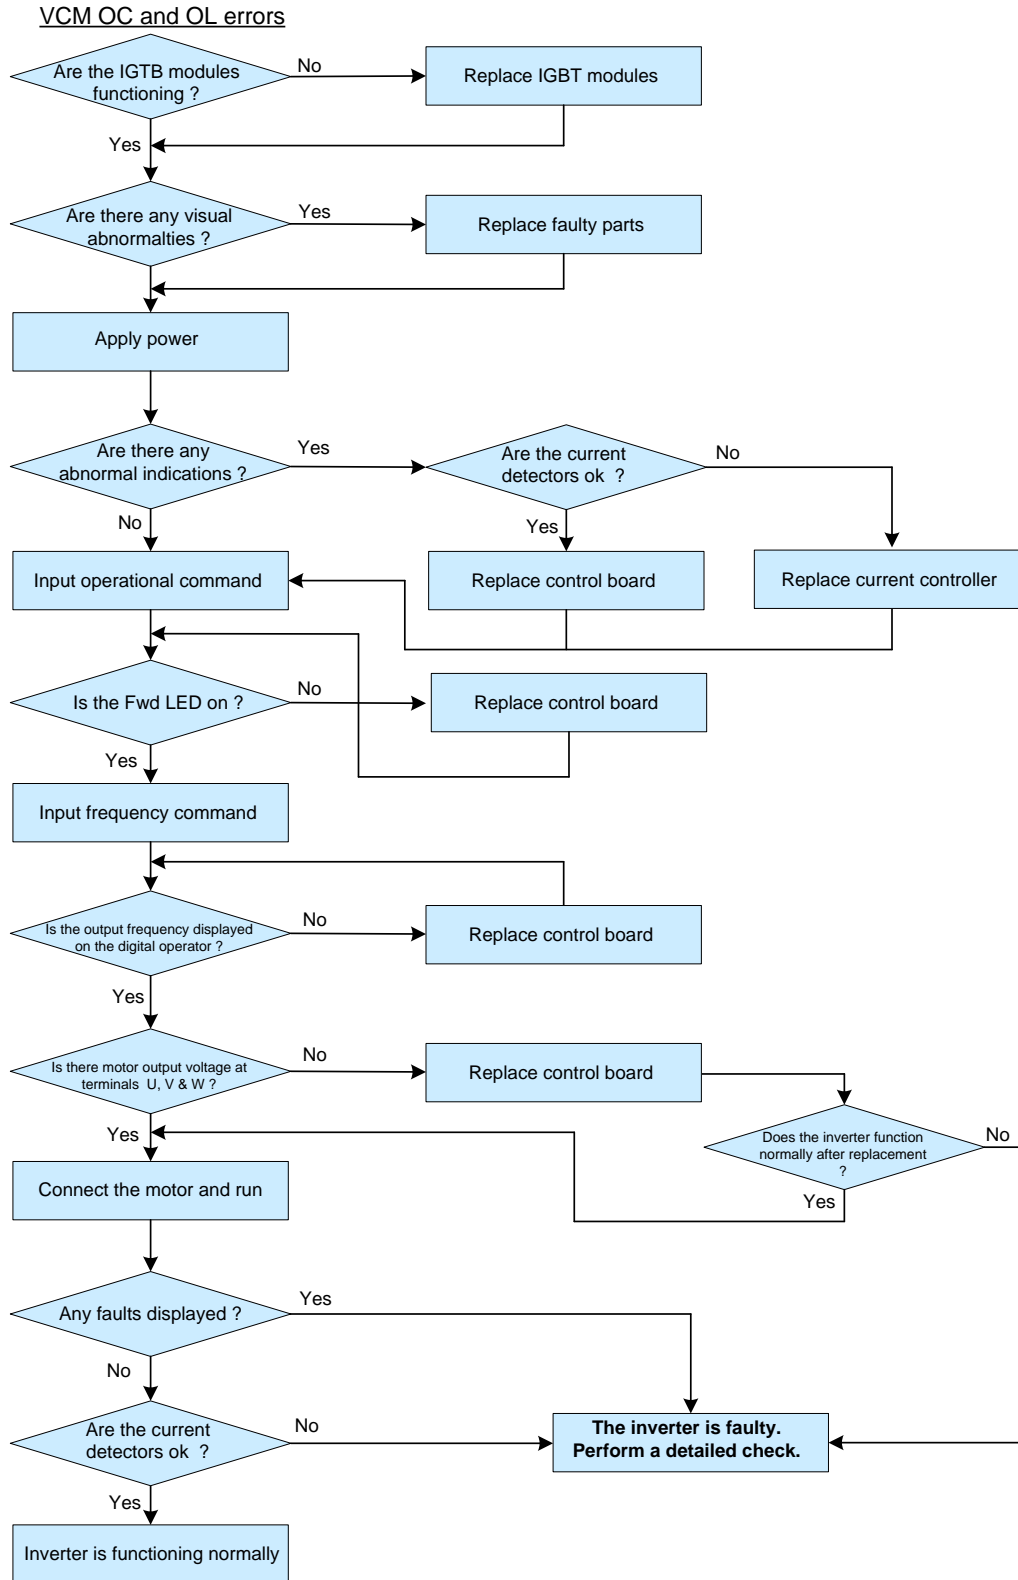 VCM OC and OL errors
Are the IGTB modules
functioning ?
No
Replace IGBT modules
Yes
Are there any visual
abnormalties ?
Yes
Replace faulty parts
Apply power
Are there any
abnormal indications ?
Yes
Are the current
detectors ok ?
No
No
Yes
Input operational command
Replace control board
Replace current controller
Is the Fwd LED on ?
No
Replace control board
Yes
Input frequency command
Is the output frequency displayed
on the digital operator ?
No
Replace control board
Yes
Is there motor output voltage at
terminals U, V & W ?
No
Replace control board
Yes
Does the inverter function
normally after replacement
?
No
Yes
Connect the motor and run
Any faults displayed ?
Yes
No
Are the current
detectors ok ?
No
The inverter is faulty.
Perform a detailed check.
Yes
Inverter is functioning normally